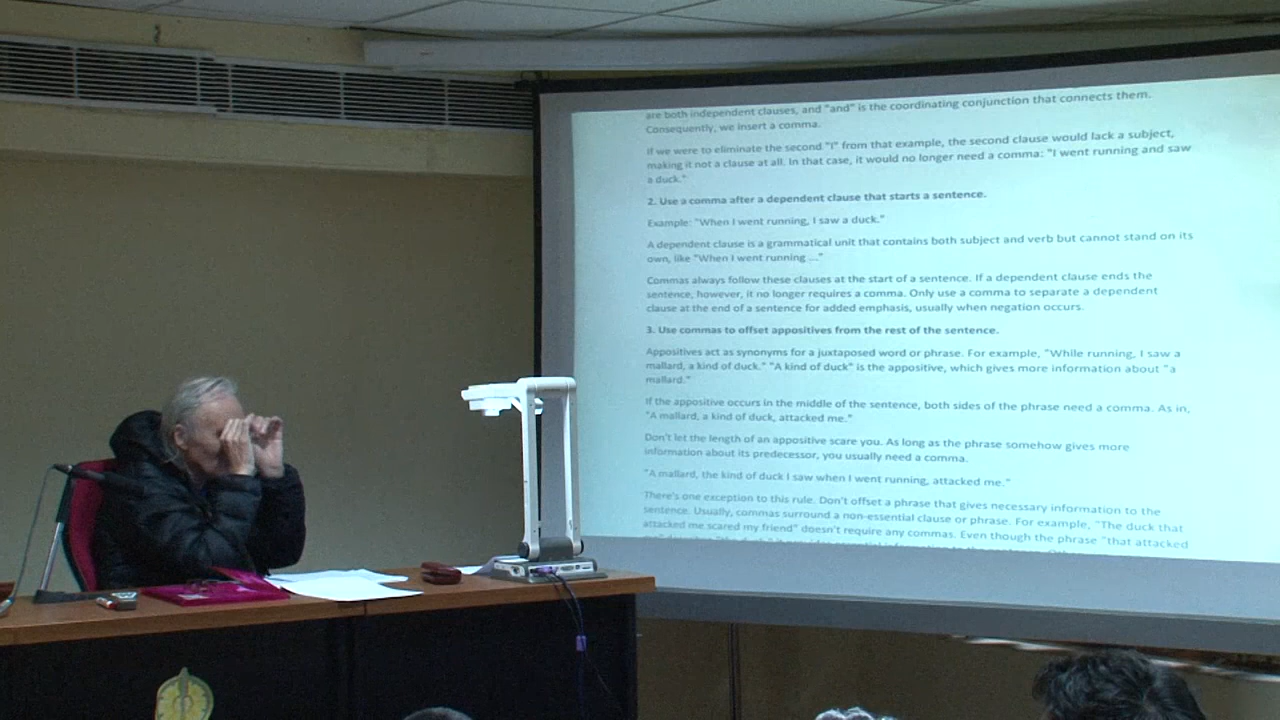 are both independent clauses, and "and" is the coordinating conjunction that connects them.
Consequently, we insert a comma.
If we were to eliminate the second "I" from that example, the second clause would lack a subject,
making it not a clause at all. In that case, it would no longer need a comma: "I went running and saw
a duck."
2. Use a comma after a dependent clause that starts a sentence.
Example: "When I went running, I saw a duck."
A dependent clause is a grammatical unit that contains both subject and verb but cannot stand on its
own, like "When I went running ..."
Commas always follow these clauses at the start of a sentence. If a dependent clause ends the
sentence, however, it no longer requires a comma. Only use a comma to separate a dependent
clause at the end of a sentence for added emphasis, usually when negation occurs.
3. Use commas to offset appositives from the rest of the sentence.
Appositives act as synonyms for a juxtaposed word or phrase. For example, "While running, I saw a
mallard, a kind of duck." "A kind of duck" is the appositive, which gives more information about "a
mallard."
If the appositive occurs in the middle of the sentence, both sides of the phrase need a comma. As in,
"A mallard, a kind of duck, attacked me."
Don't let the length of an appositive scare you. As long as the phrase somehow gives more
information about its predecessor, you usually need a comma.
"A mallard, the kind of duck I saw when I went running, attacked me."
There's one exception to this rule. Don't offset a phrase that gives necessary information to the
sentence. Usually, commas surround a non-essential clause or phrase. For example, "The duck that
attacked me scared my friend" doesn't require any commas. Even though the phrase "that attacked